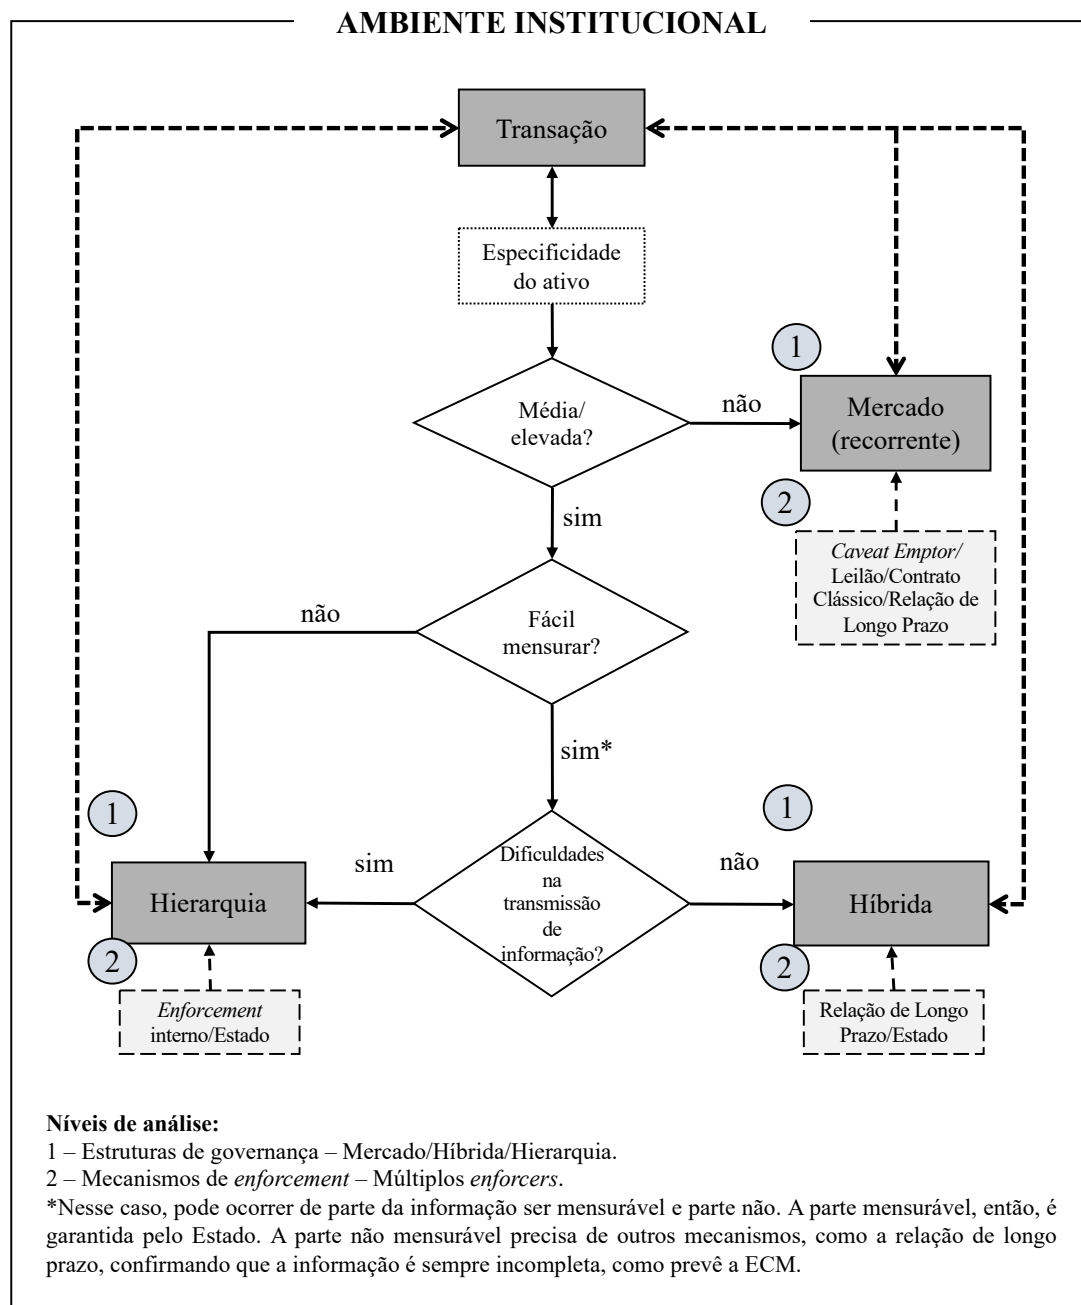 AMBIENTE INSTITUCIONAL
Transação
Especificidade
do ativo
1
Média/
elevada?
não
Mercado
(recorrente)
2
sim
Caveat Emptor/
Leilão/Contrato
Clássico/Relação de
Longo Prazo
não
Fácil
mensurar?
sim*
1
1
Dificuldades
na
transmissão
de
informação?
sim
não
Hierarquia
Híbrida
2
2
Enforcement
interno/Estado
Relação de Longo
Prazo/Estado
Níveis de análise:
1 – Estruturas de governança – Mercado/Híbrida/Hierarquia.
2 – Mecanismos de enforcement – Múltiplos enforcers.
*Nesse caso, pode ocorrer de parte da informação ser mensurável e parte não. A parte mensurável, então, é
garantida pelo Estado. A parte não mensurável precisa de outros mecanismos, como a relação de longo
prazo, confirmando que a informação é sempre incompleta, como prevê a ECM.